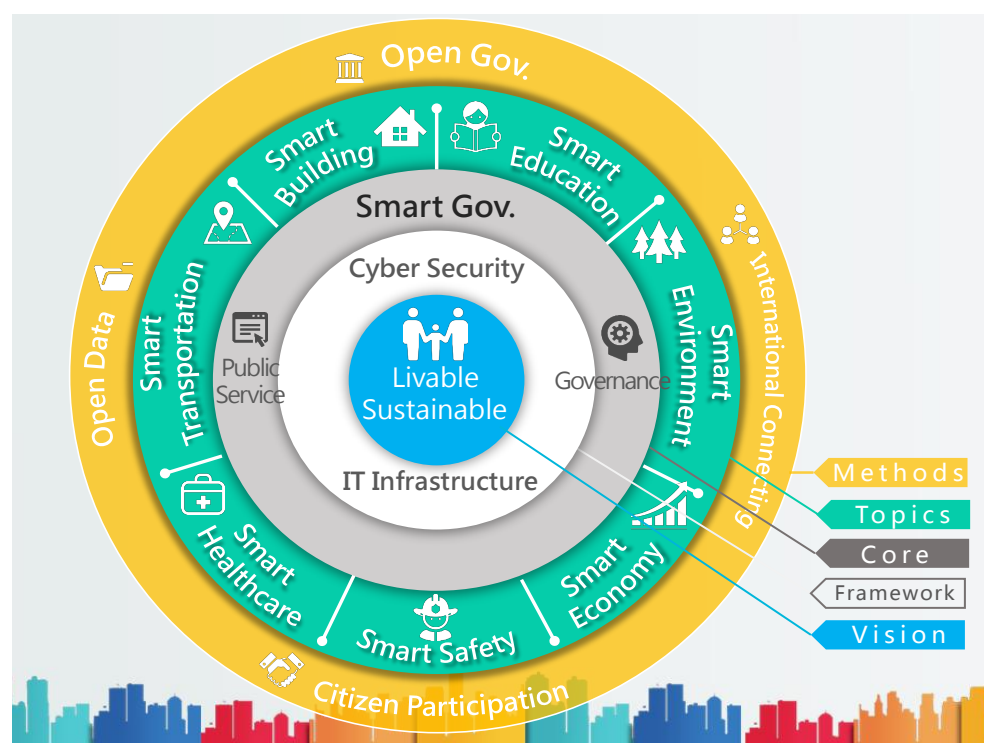 Open Gov.
Smart
Building
Smart
Education
Smart Gov.
Cyber Security
Smart
Transportation
Open Data
Public
Service
Livable
Sustainable
Governance
Smart
Environment
International Connecting
IT Infrastructure
Smart
Healthcare
Smart Safety
Smart
Economy
Citizen Participation
Methods
Topics
Core
Framework
Vision